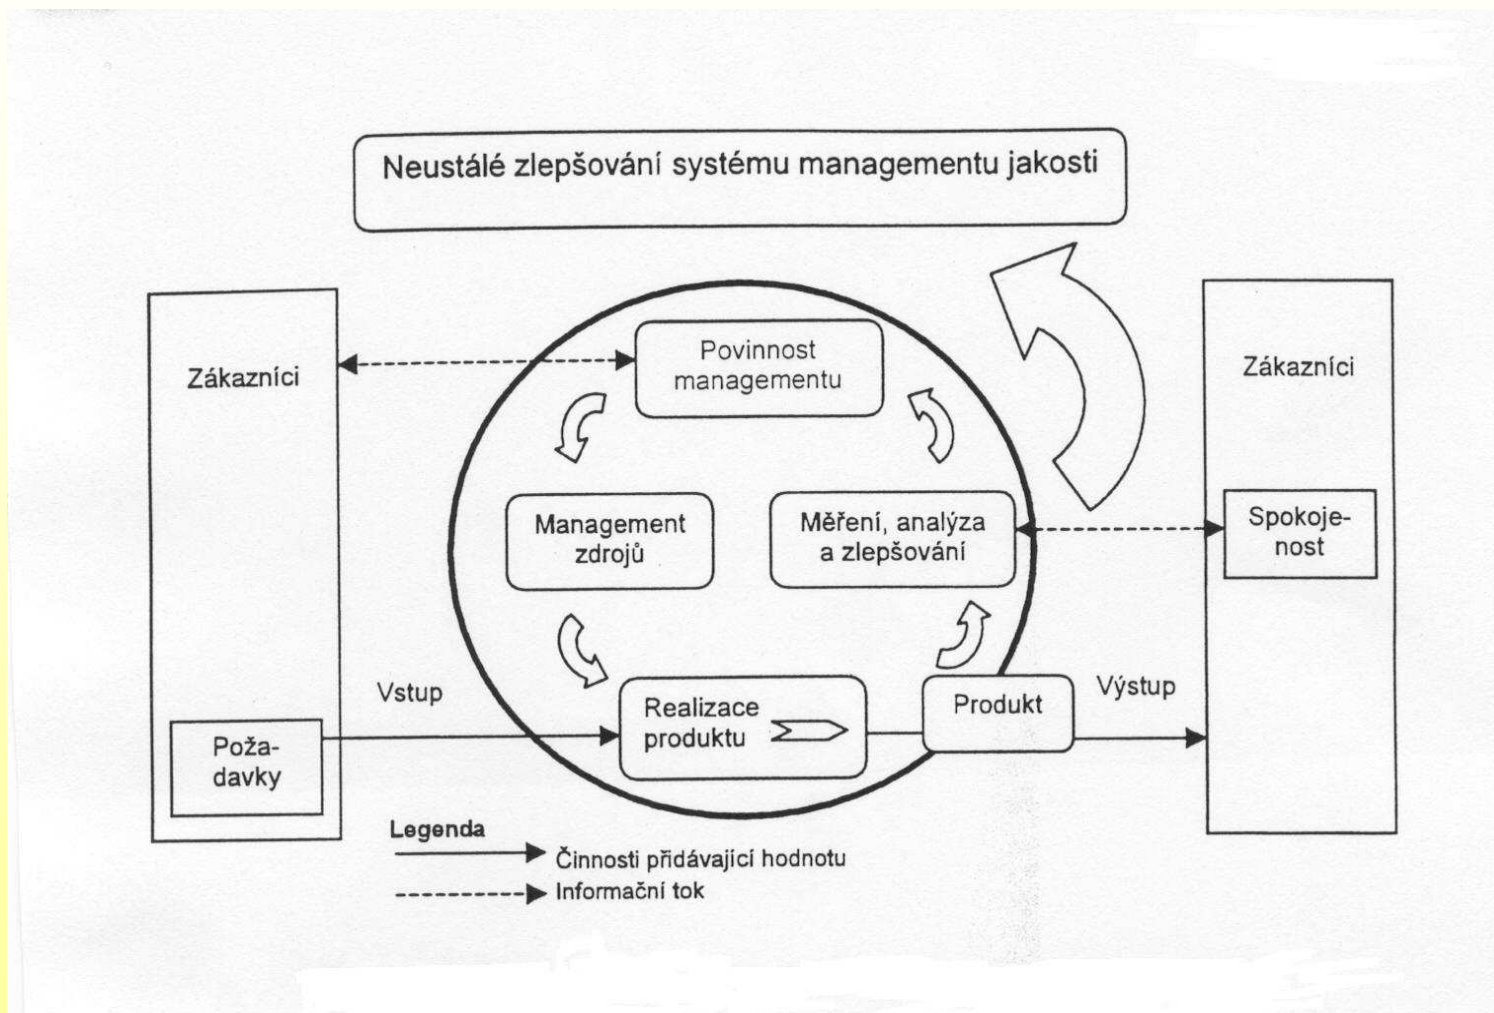 Neustálé zlepšování systému managementu jakosti
Zákazníci
Povinnost
managementu
Zákazníci
Management
zdrojů
Měření, analýza
a zlepšování
Spokoje-
nost
Vstup
Realizace
produktu
Produkt
Výstup
Poža-
davky
Legenda
Činnosti přidávající hodnotu
Informační tok